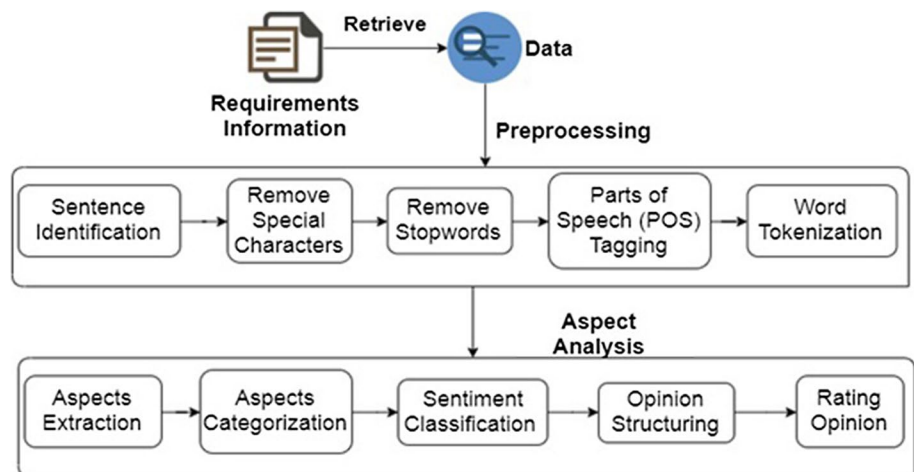 Retrieve
Data
Requirements
Information
Preprocessing
Sentence
Identification
Remove
Special
Characters
Remove
Stopwords
Parts of
Speech (POS)
Tagging
Word
Tokenization
Aspect
Analysis
Aspects
Extraction
Aspects
Categorization
Sentiment
Classification
Opinion
Structuring
Rating
Opinion